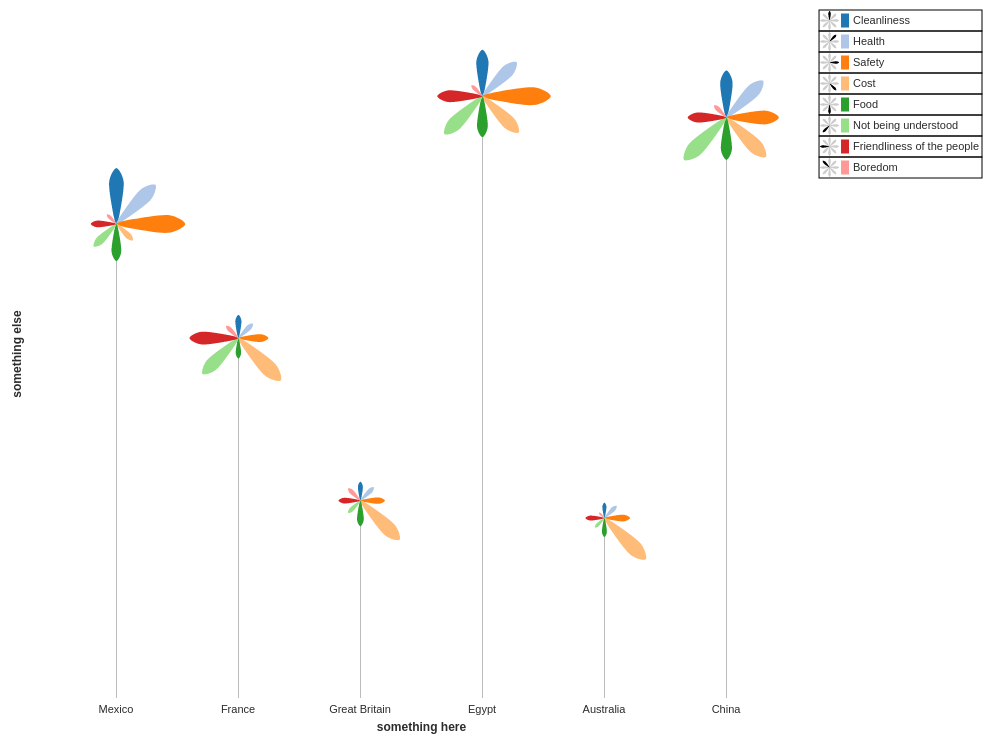 Cleanliness
Health
Safety
Cost
Food
Not being understood
Friendliness of the people
Boredom
something else
Mexico France Great Britain Egypt Australia China
something here